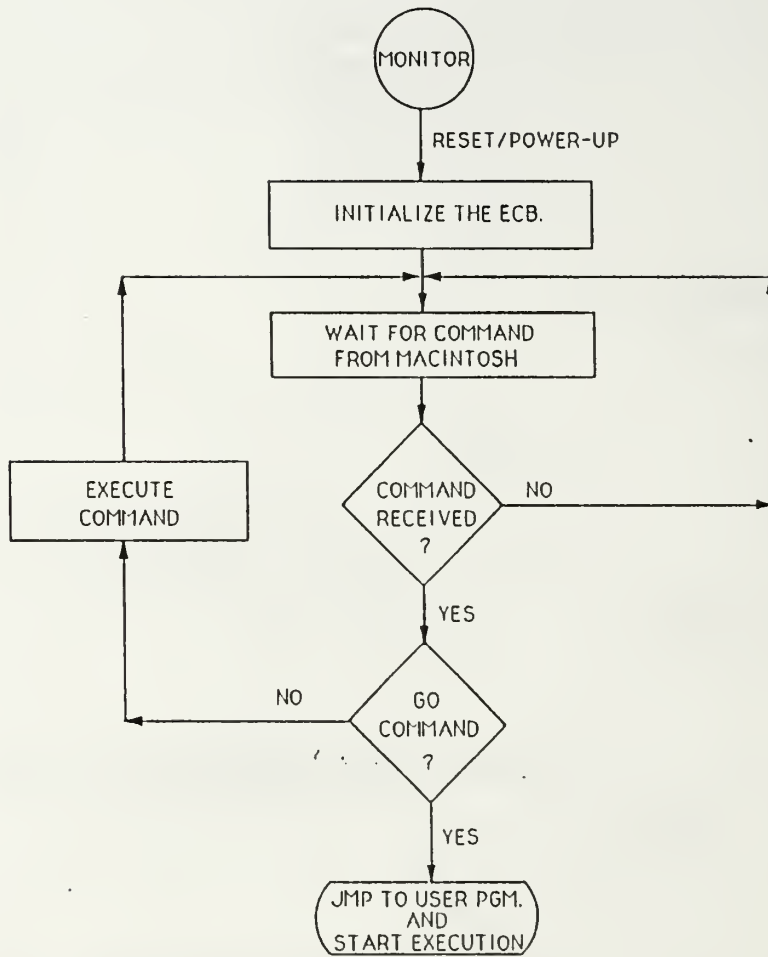 MONITOR
RESET/POWER-UP
INITIALIZE THE ECB.
WAIT FOR COMMAND
FROM MACINTOSH
EXECUTE
COMMAND
COMMAND
RECEIVED
?
NO
YES
NO
GO
COMMAND
?
YES
JMP TO USER PGM.
AND
START EXECUTION